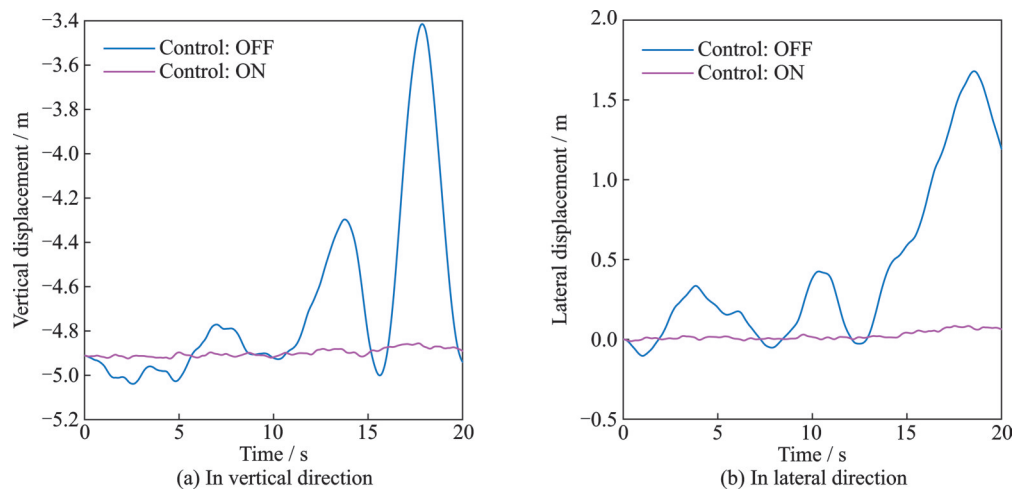 −3.4
−3.6
−3.8
−4.0
−4.2
−4.4
−4.6
−4.8
−5.0
−5.2
Vertical displacement / m
Control: OFF
Control: ON
0
5
10
15
20
Time / s
(a) In vertical direction
2.0
1.5
1.0
0.5
0.0
−0.5
Lateral displacement / m
Control: OFF
Control: ON
0
5
10
15
20
Time / s
(b) In lateral direction